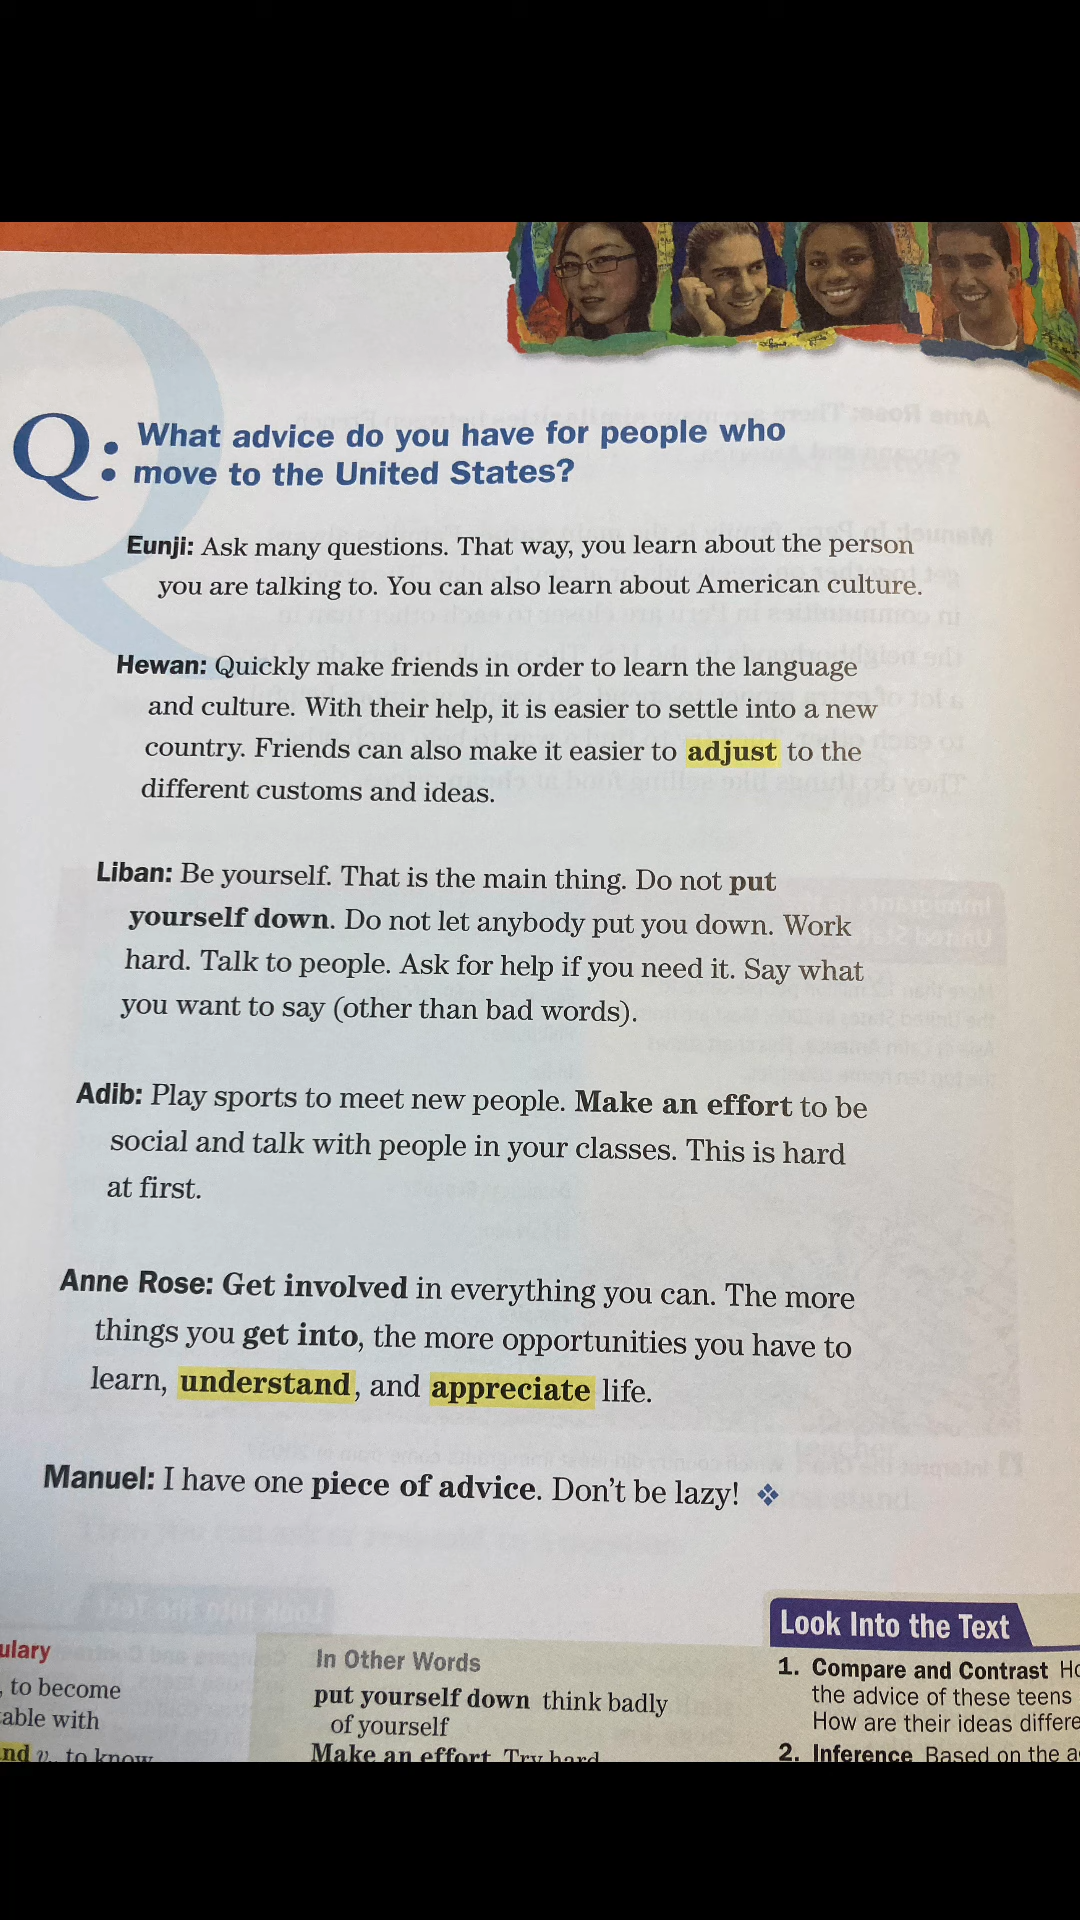 Q: What advice do you have for people who
move to the United States?
Eunji: Ask many questions. That way, you learn about the person
you are talking to. You can also learn about American culture.
Hewan: Quickly make friends in order to learn the language
and culture. With their help, it is easier to settle into a new
country. Friends can also make it easier to adjust to the
different customs and ideas.
Liban: Be yourself. That is the main thing. Do not put
yourself down. Do not let anybody put you down. Work
hard. Talk to people. Ask for help if you need it. Say what
you want to say (other than bad words).
Adib: Play sports to meet new people. Make an effort to be
social and talk with people in your classes. This is hard
at first.
Anne Rose: Get involved in everything you can. The more
things you get into, the more opportunities you have to
learn, understand, and appreciate life.
Manuel: I have one piece of advice. Don't be lazy! ❖
ulary
, to become
able with
nd v., to know
In Other Words
put yourself down think badly
of yourself
Make an effort Try hard
Look Into the Text
1. Compare and Contrast
the advice of these teens
How are their ideas differe
2. Inference Based on the a